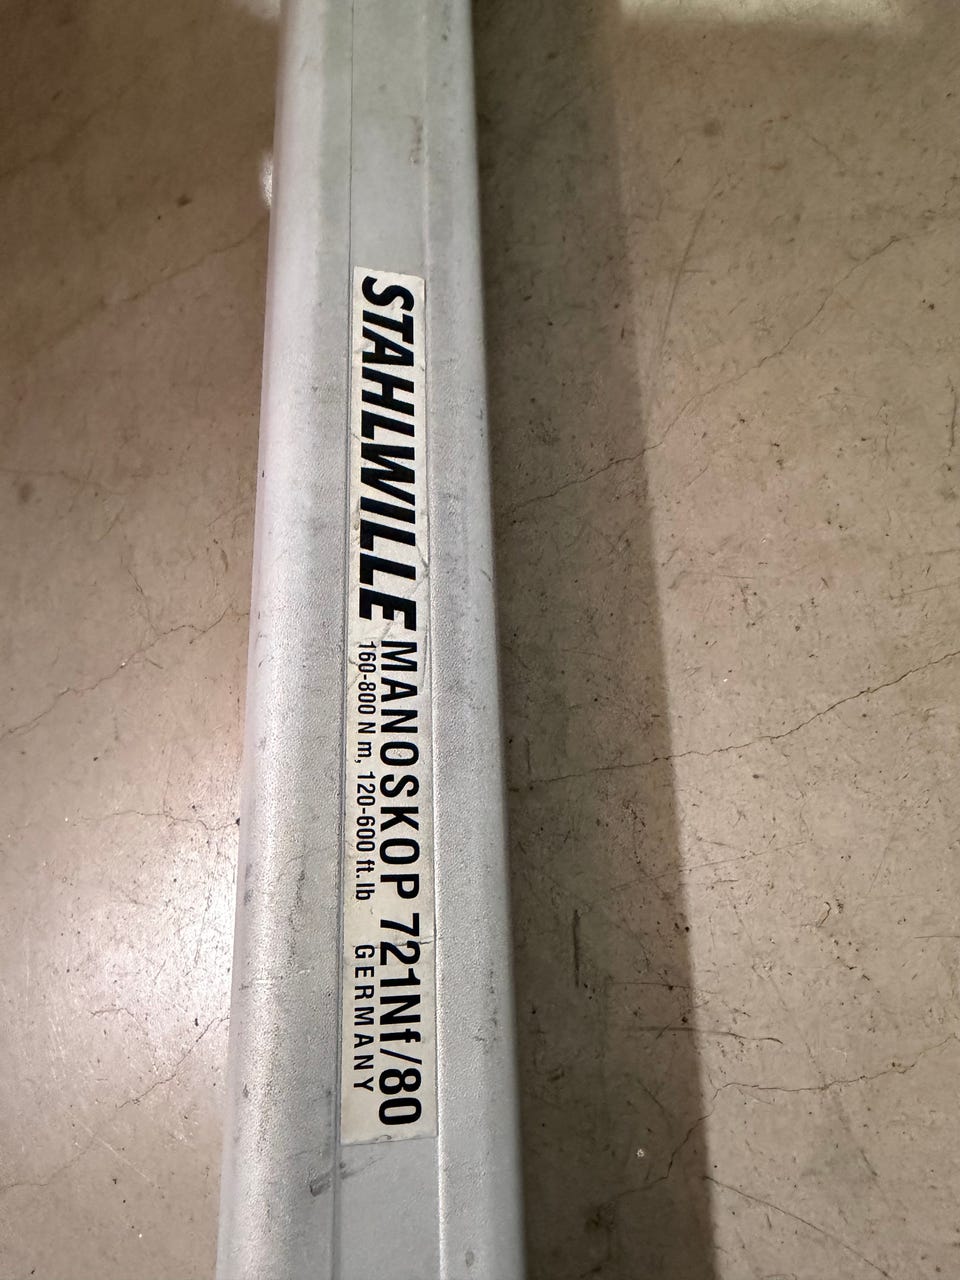 STAHLWILLE MANOSKOP 721Nf/80
160-800 N m, 120-600 ft.lb GERMANY